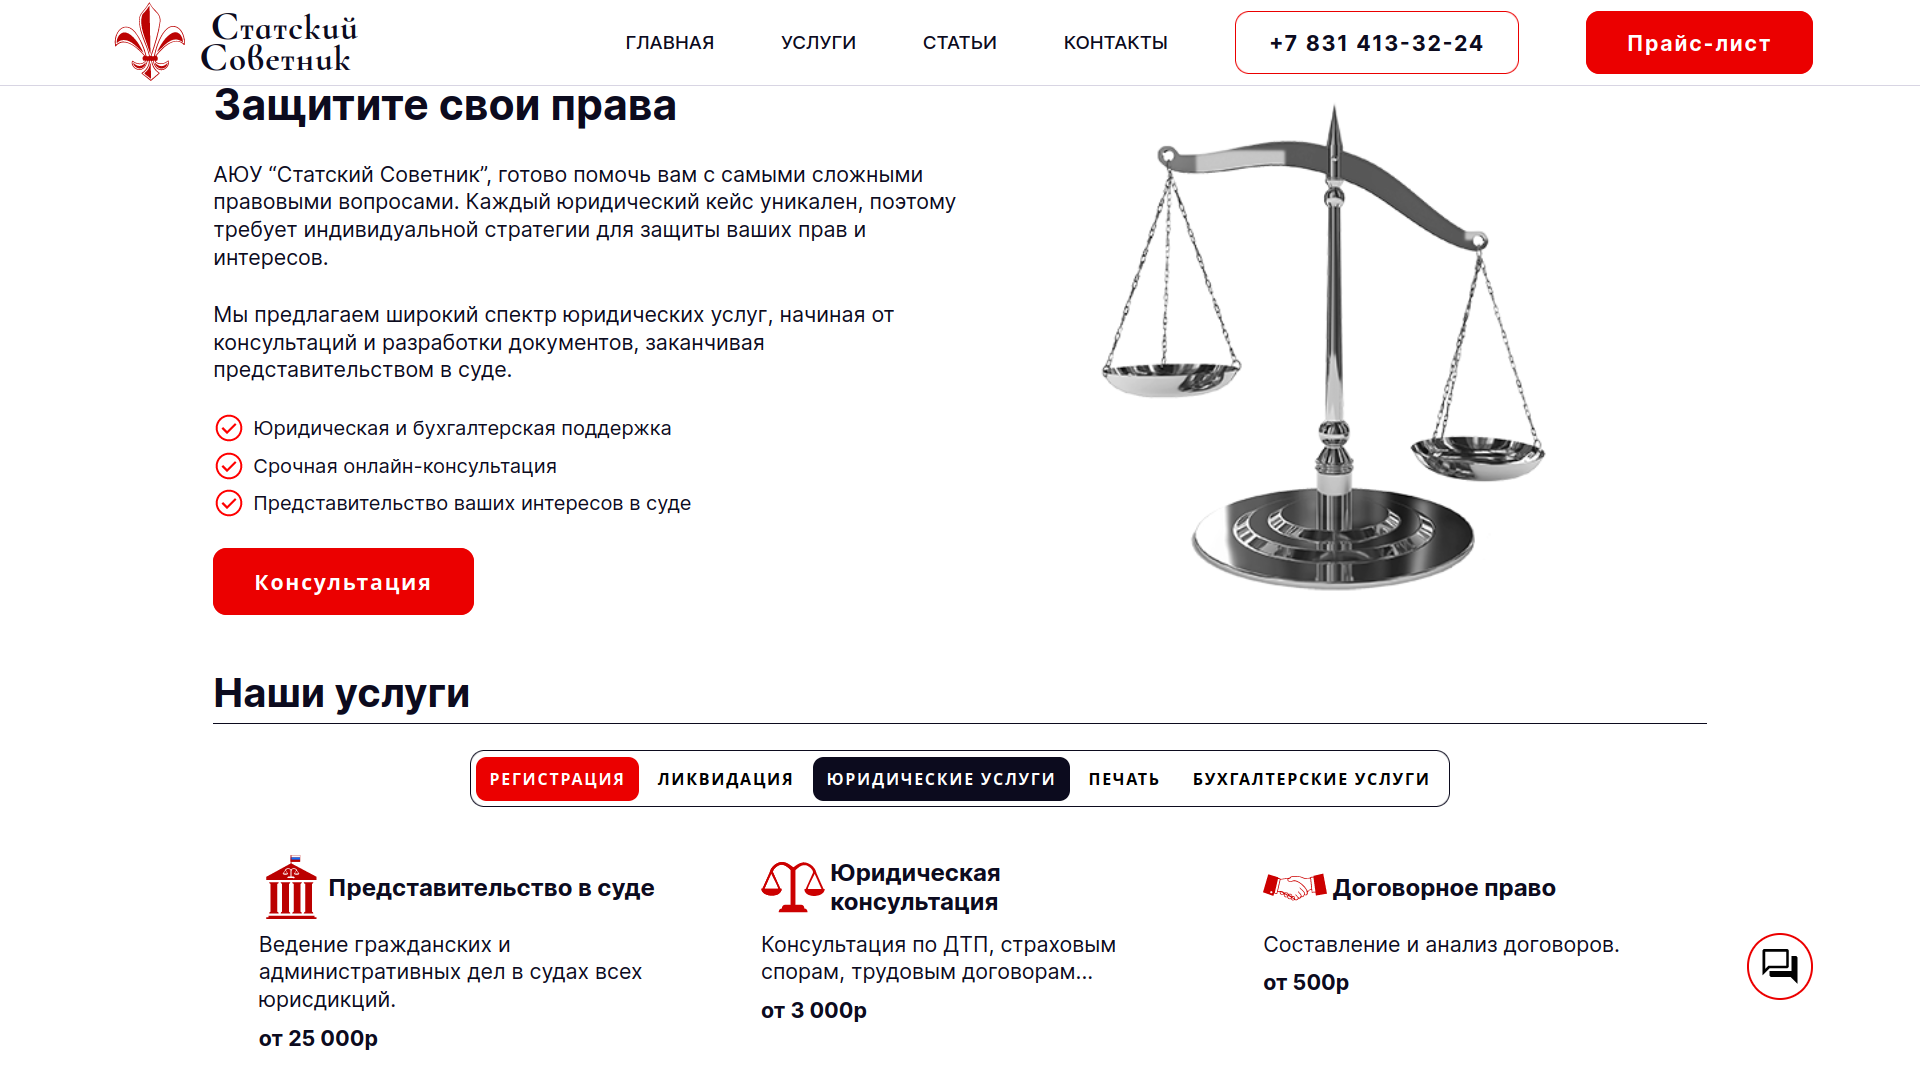 Статский
Советник
ГЛАВНАЯ
УСЛУГИ
СТАТЬИ
КОНТАКТЫ
+7 831 413-32-24
Прайс-лист
Защитите свои права
АЮУ “Статский Советник”, готово помочь вам с самыми сложными
правовыми вопросами. Каждый юридический кейс уникален, поэтому
требует индивидуальной стратегии для защиты ваших прав и
интересов.
Мы предлагаем широкий спектр юридических услуг, начиная от
консультаций и разработки документов, заканчивая
представительством в суде.
Юридическая и бухгалтерская поддержка
Срочная онлайн-консультация
Представительство ваших интересов в суде
Консультация
Наши услуги
РЕГИСТРАЦИЯ
ЛИКВИДАЦИЯ
ЮРИДИЧЕСКИЕ УСЛУГИ
ПЕЧАТЬ
БУХГАЛТЕРСКИЕ УСЛУГИ
Представительство в суде
Ведение гражданских и
административных дел в судах всех
юрисдикций.
от 25 000р
Юридическая
консультация
Консультация по ДТП, страховым
спорам, трудовым договорам...
от 3 000р
Договорное право
Составление и анализ договоров.
от 500р